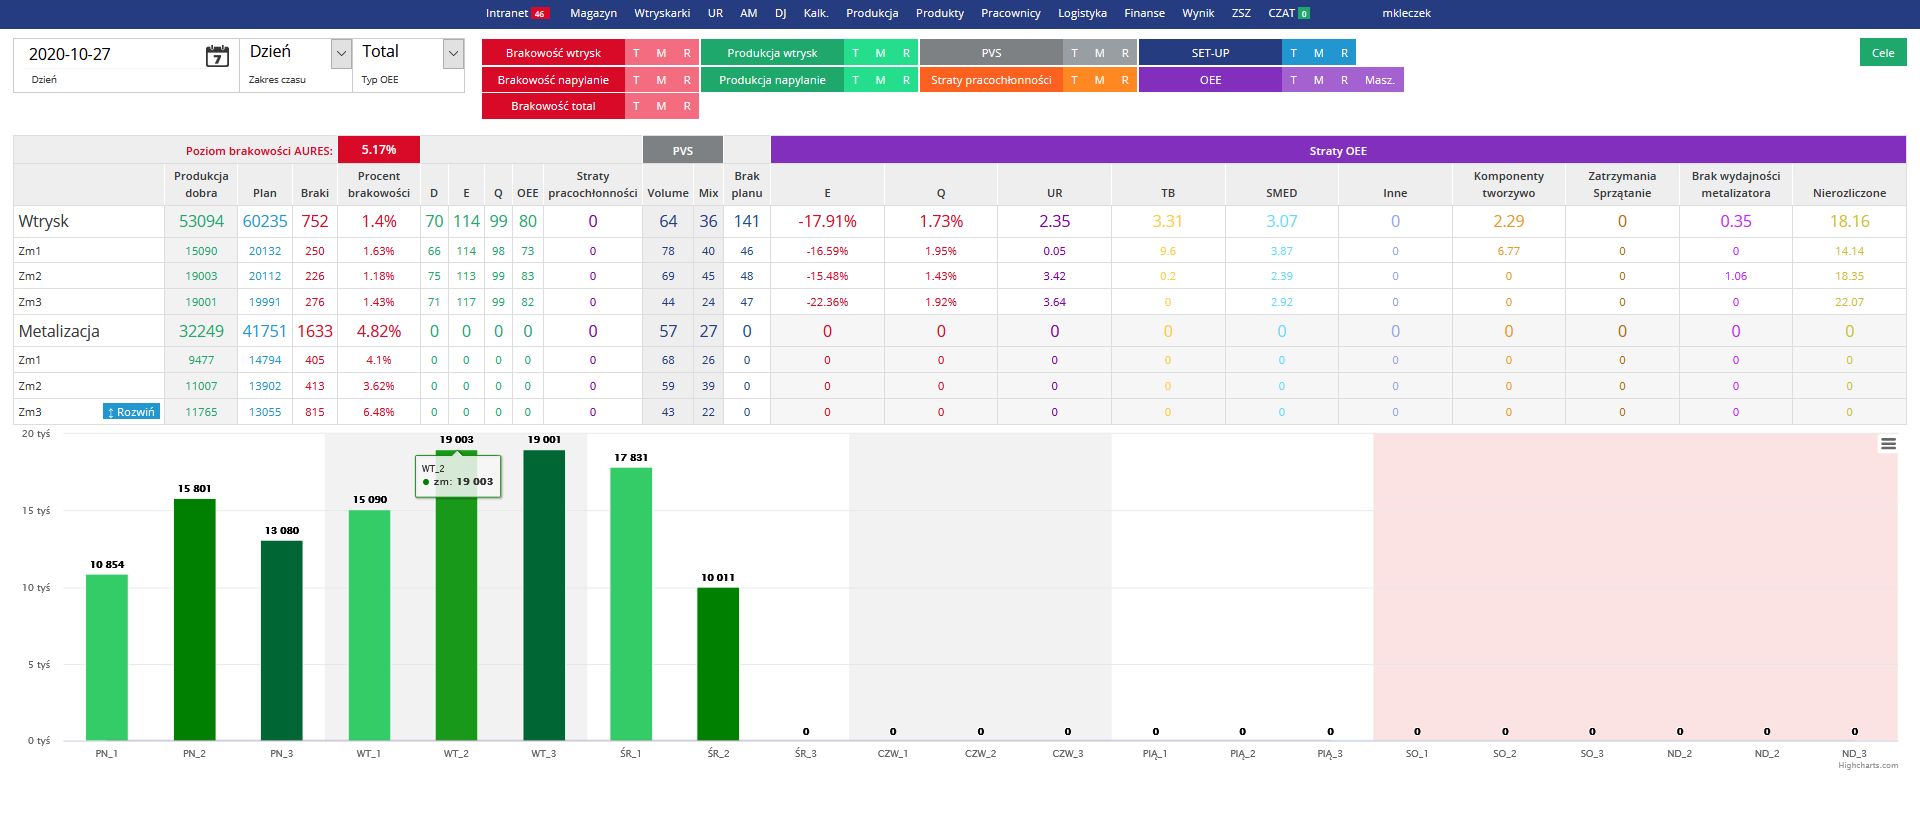 Intranet 46 Magazyn Wtryskarki UR AM DJ Kalk. Produkcja Produkty Pracownicy Logistyka Finanse Wynik ZSZ CZAT 0 mkleczek
2020-10-27 7 Dzień Total
Dzień Zakres czasu Typ OEE
Brakowość wtrysk T M R Produkcja wtrysk T M R PVS T M R SET-UP T M R Cele
Brakowość napylanie T M R Produkcja napylanie T M R Straty pracochłonności T M R OEE T M R Masz.
Brakowość total T M R
Poziom brakowości AURES: 5.17% PVS Straty OEE
Produkcja dobra Plan Braki Procent brakowości D E Q OEE Straty pracochłonności Volume Mix Brak planu E Q UR TB SMED Inne Komponenty tworzywo Zatrzymania Sprzątanie Brak wydajności metalizatora Nierozliczone
Wtrysk 53094 60235 752 1.4% 70 114 99 80 0 64 36 141 -17.91% 1.73% 2.35 3.31 3.07 0 2.29 0 0.35 18.16
Zm1 15090 20132 250 1.63% 66 114 98 73 0 78 40 46 -16.59% 1.95% 0.05 9.6 3.87 0 6.77 0 0 14.14
Zm2 19003 20112 226 1.18% 75 113 99 83 0 69 45 48 -15.48% 1.43% 3.42 0.2 2.39 0 0 0 1.06 18.35
Zm3 19001 19991 276 1.43% 71 117 99 82 0 44 24 47 -22.36% 1.92% 3.64 0 2.92 0 0 0 0 22.07
Metalizacja 32249 41751 1633 4.82% 0 0 0 0 0 57 27 0 0 0 0 0 0 0 0 0 0 0
Zm1 9477 14794 405 4.1% 0 0 0 0 0 68 26 0 0 0 0 0 0 0 0 0 0 0
Zm2 11007 13902 413 3.62% 0 0 0 0 0 59 39 0 0 0 0 0 0 0 0 0 0 0
Zm3 ↕ Rozwiń 11765 13055 815 6.48% 0 0 0 0 0 43 22 0 0 0 0 0 0 0 0 0 0 0
20 tyś
15 tyś
10 tyś
5 tyś
0 tyś
10 854 15 801 13 080 15 090 19 003 19 001 17 831 10 011 0 0 0 0 0 0 0 0 0 0 0 0 0
WT_2
● zm: 19 003
PN_1 PN_2 PN_3 WT_1 WT_2 WT_3 ŚR_1 ŚR_2 ŚR_3 CZW_1 CZW_2 CZW_3 PIĄ_1 PIĄ_2 PIĄ_3 SO_1 SO_2 SO_3 ND_2 ND_2 ND_3
Highcharts.com